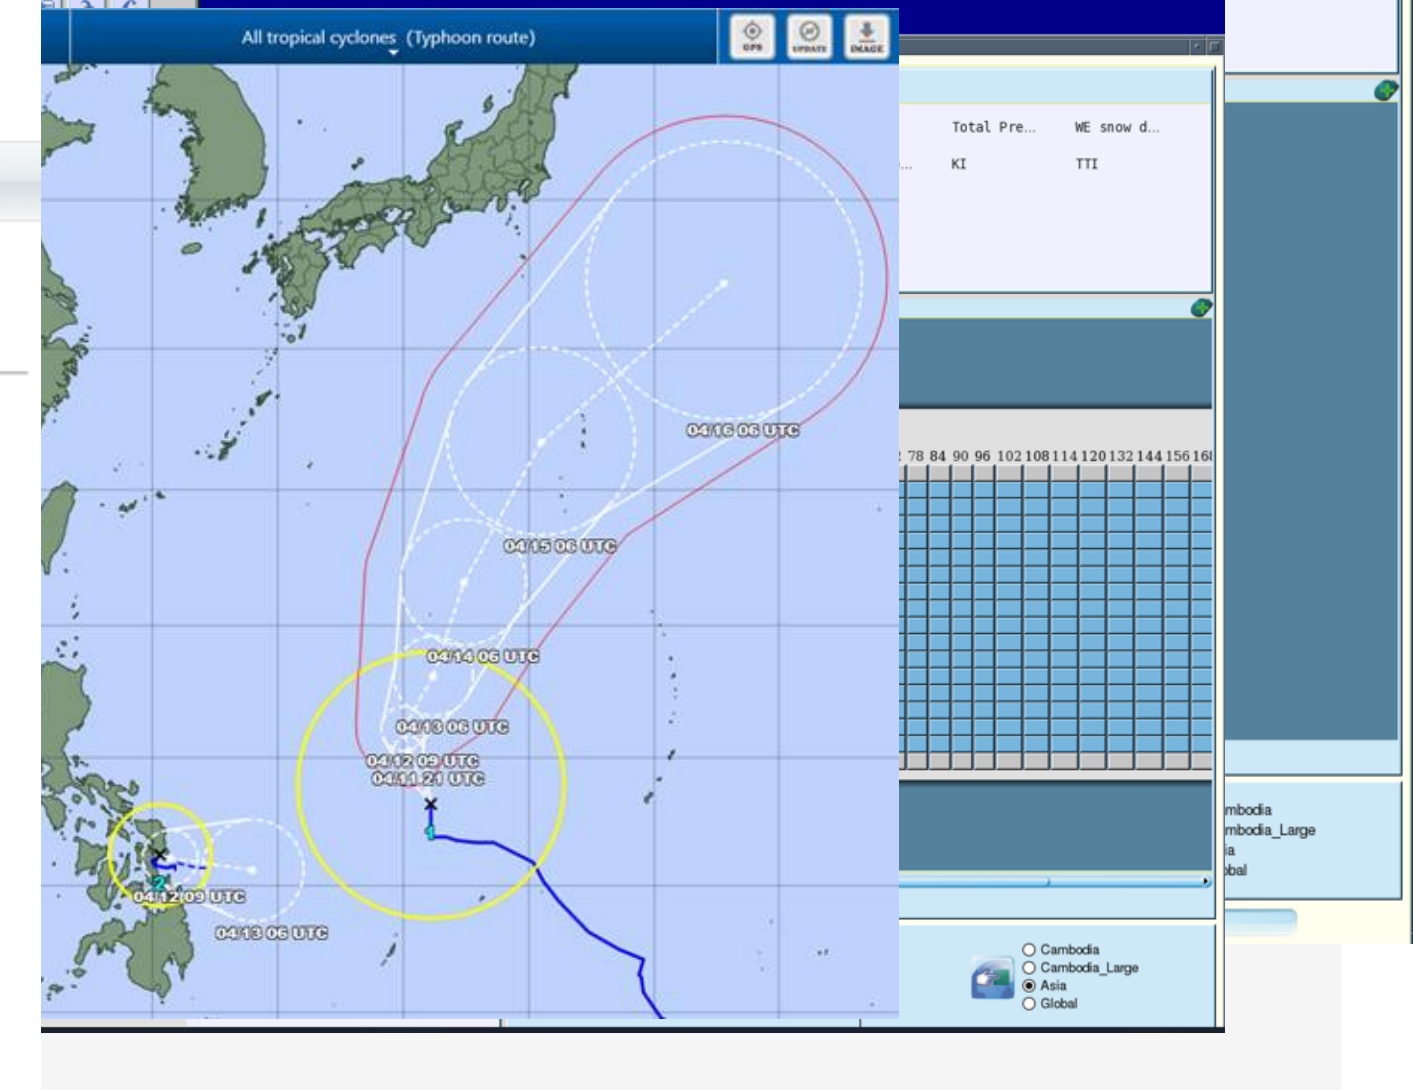 All tropical cyclones (Typhoon route)
GPS
UPDATE
IMAGE
Total Pre...
WE snow d...
...
KI
TTI
04/16 06 UTC
78 84 90 96 102 108 114 120 132 144 156 168
04/15 06 UTC
04/14 06 UTC
04/13 06 UTC
04/12 09 UTC
04/11 21 UTC
1
2
04/12 09 UTC
04/13 06 UTC
mbodia
mbodia_Large
ia
obal
Cambodia
Cambodia_Large
Asia
Global